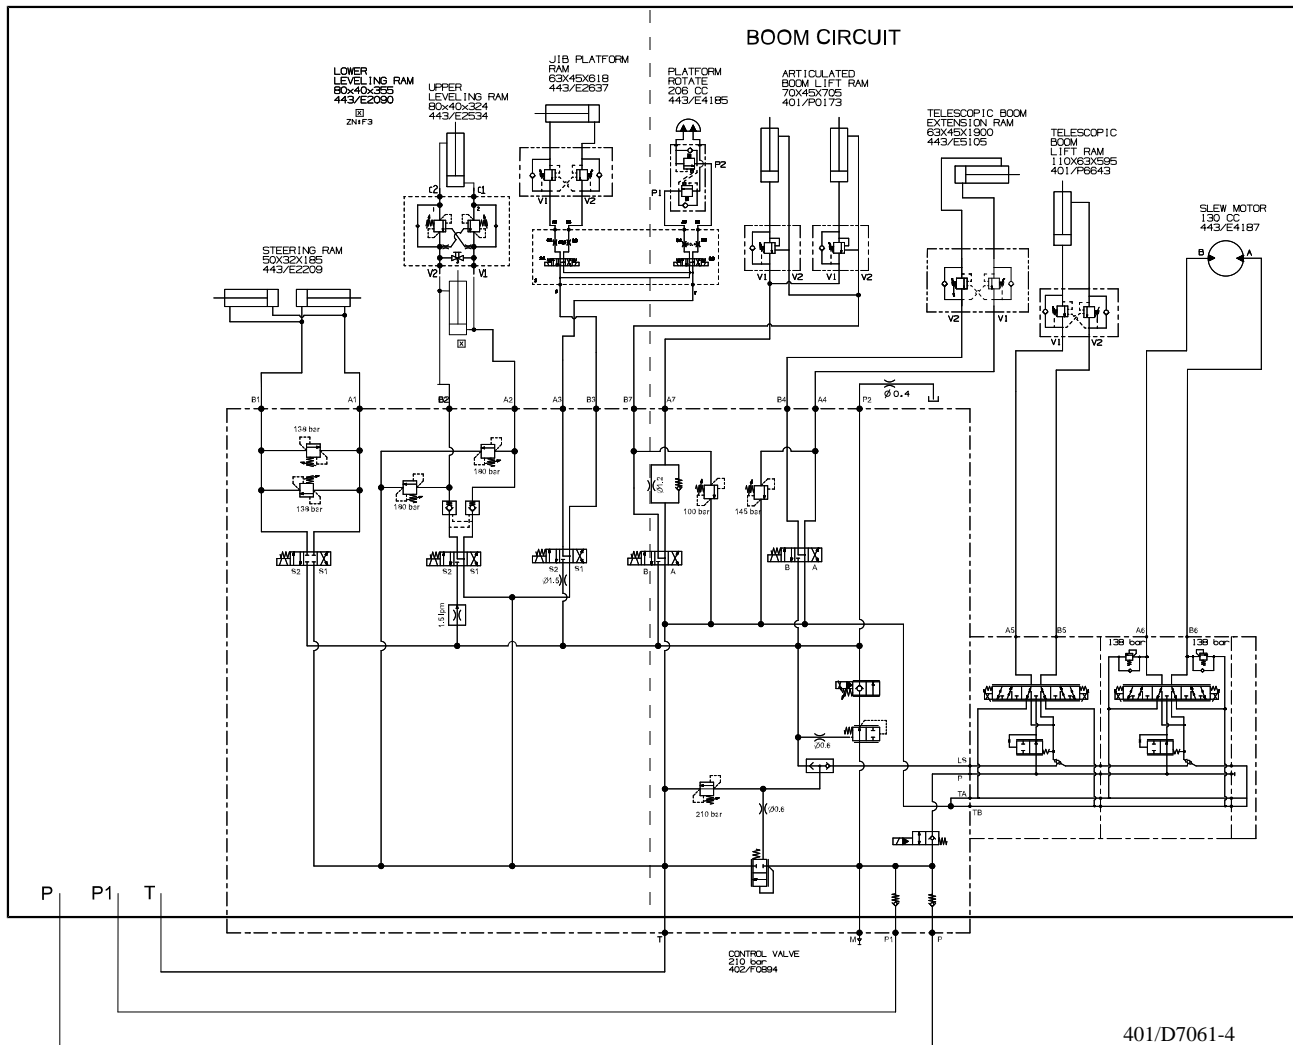 BOOM CIRCUIT
LOWER
LEVELING RAM
80x40x355
443/E2090
ZN:F3
UPPER
LEVELING RAM
80x40x324
443/E2534
JIB PLATFORM
RAM
63X45X618
443/E2637
PLATFORM
ROTATE
206 CC
443/E4185
ARTICULATED
BOOM LIFT RAM
70X45X705
401/P0173
TELESCOPIC BOOM
EXTENSION RAM
63X45X1900
443/E5105
TELESCOPIC
BOOM
LIFT RAM
110X63X595
401/P6643
SLEW MOTOR
130 CC
443/E4187
STEERING RAM
50X32X185
443/E2209
P2
P1
C2 C1
V1 V2
V2 V1
V1 V2
V1 V2
V2 V1
V1 V2
B A
B1 A1 B2 A2 A3 B3 B7 A7 B4 A4 P2
Ø0.4
138 bar
138 bar
180 bar
180 bar
Ø1.2
100 bar
145 bar
S2 S1
S2 S1
S2 S1
B A
B A
Ø1.5
1.5 lpm
A5 B5 A6 B6
138 bar 138 bar
Ø0.6
LS
P
TA
TB
210 bar
Ø0.6
P P1 T
T M P1 P
CONTROL VALVE
210 bar
402/F0894
401/D7061-4